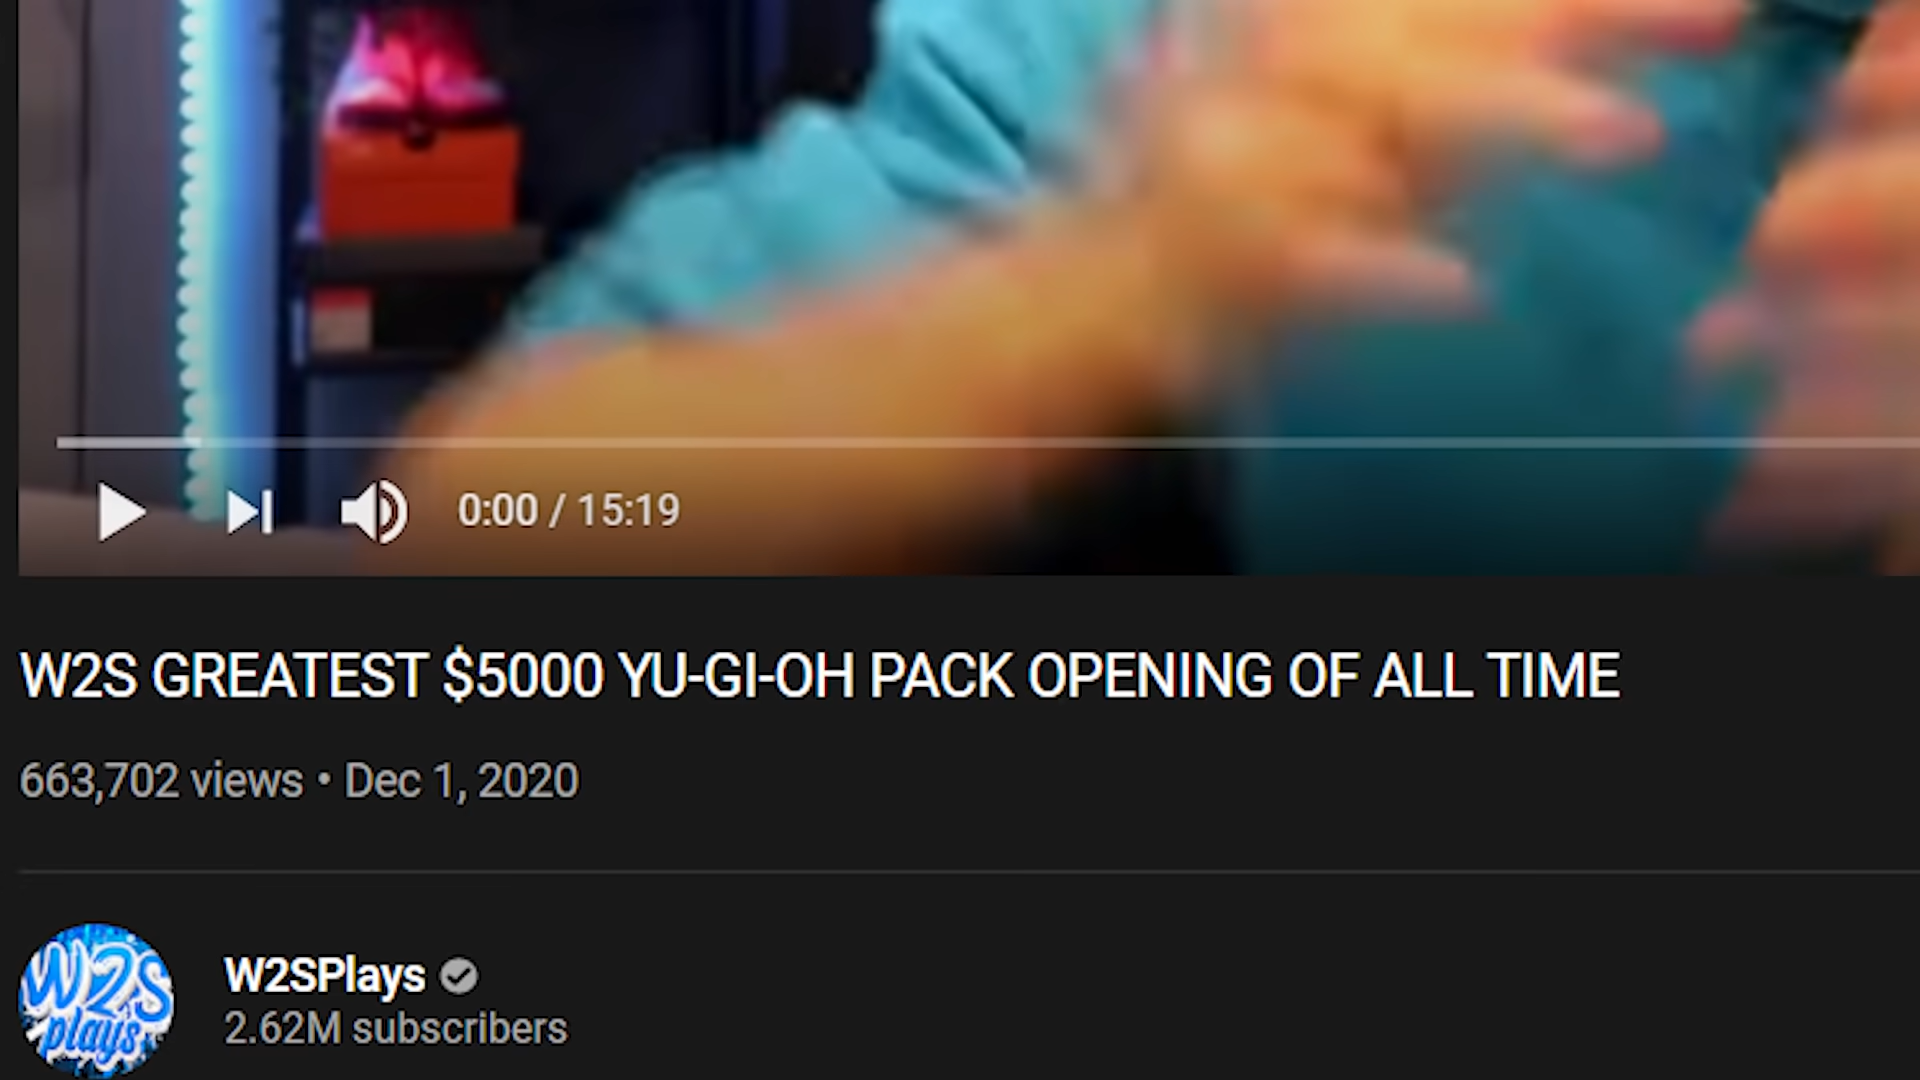 0:00 / 15:19
W2S GREATEST $5000 YU-GI-OH PACK OPENING OF ALL TIME
663,702 views • Dec 1, 2020
W2S
plays
W2SPlays
2.62M subscribers